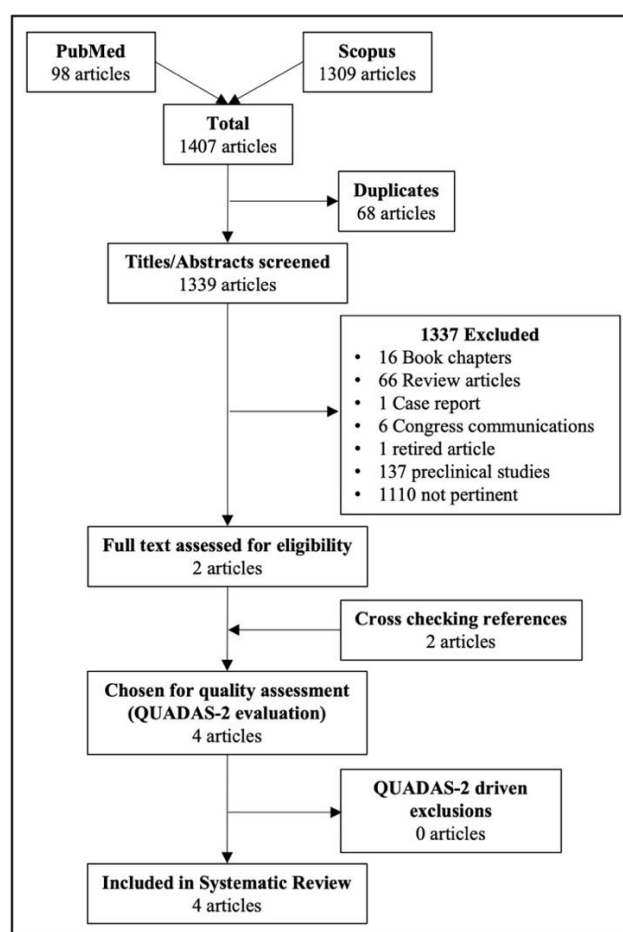 PubMed
98 articles
Scopus
1309 articles
Total
1407 articles
Duplicates
68 articles
Titles/Abstracts screened
1339 articles
1337 Excluded
• 16 Book chapters
• 66 Review articles
• 1 Case report
• 6 Congress communications
• 1 retired article
• 137 preclinical studies
• 1110 not pertinent
Full text assessed for eligibility
2 articles
Cross checking references
2 articles
Chosen for quality assessment
(QUADAS-2 evaluation)
4 articles
QUADAS-2 driven
exclusions
0 articles
Included in Systematic Review
4 articles